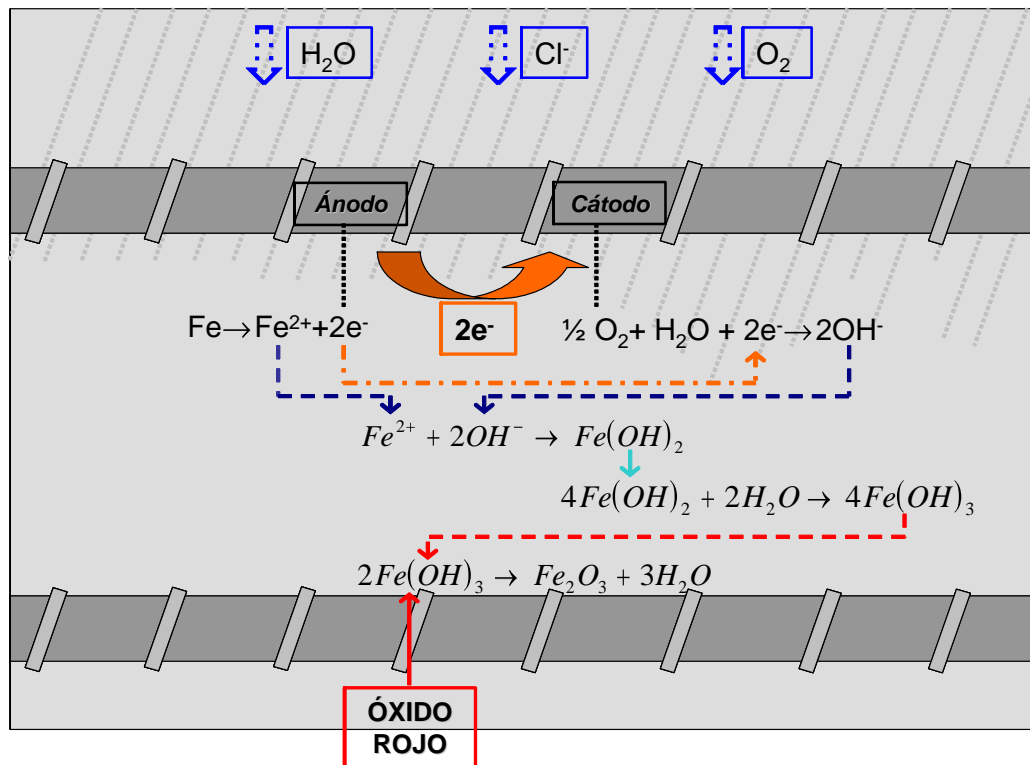 H₂O
Cl⁻
O₂
Ánodo
Cátodo
Fe→Fe²⁺+2e⁻
2e⁻
½ O₂+ H₂O + 2e⁻→2OH⁻
Fe²⁺ + 2OH⁻ → Fe(OH)₂
4Fe(OH)₂ + 2H₂O → 4Fe(OH)₃
2Fe(OH)₃ → Fe₂O₃ + 3H₂O
ÓXIDO
ROJO